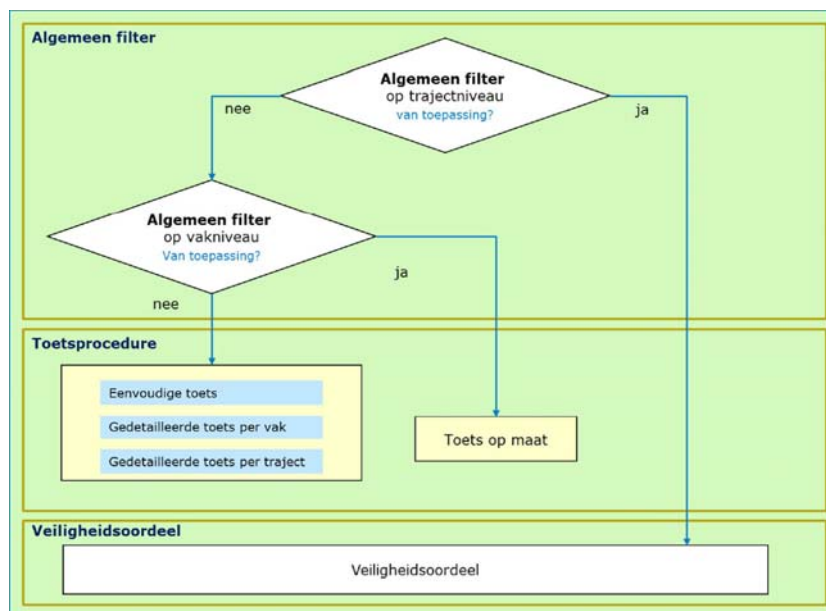 Algemeen filter
Algemeen filter
op trajectniveau
van toepassing?
nee
ja
Algemeen filter
op vakniveau
Van toepassing?
ja
nee
Toetsprocedure
Eenvoudige toets
Gedetailleerde toets per vak
Gedetailleerde toets per traject
Toets op maat
Veiligheidsoordeel
Veiligheidsoordeel